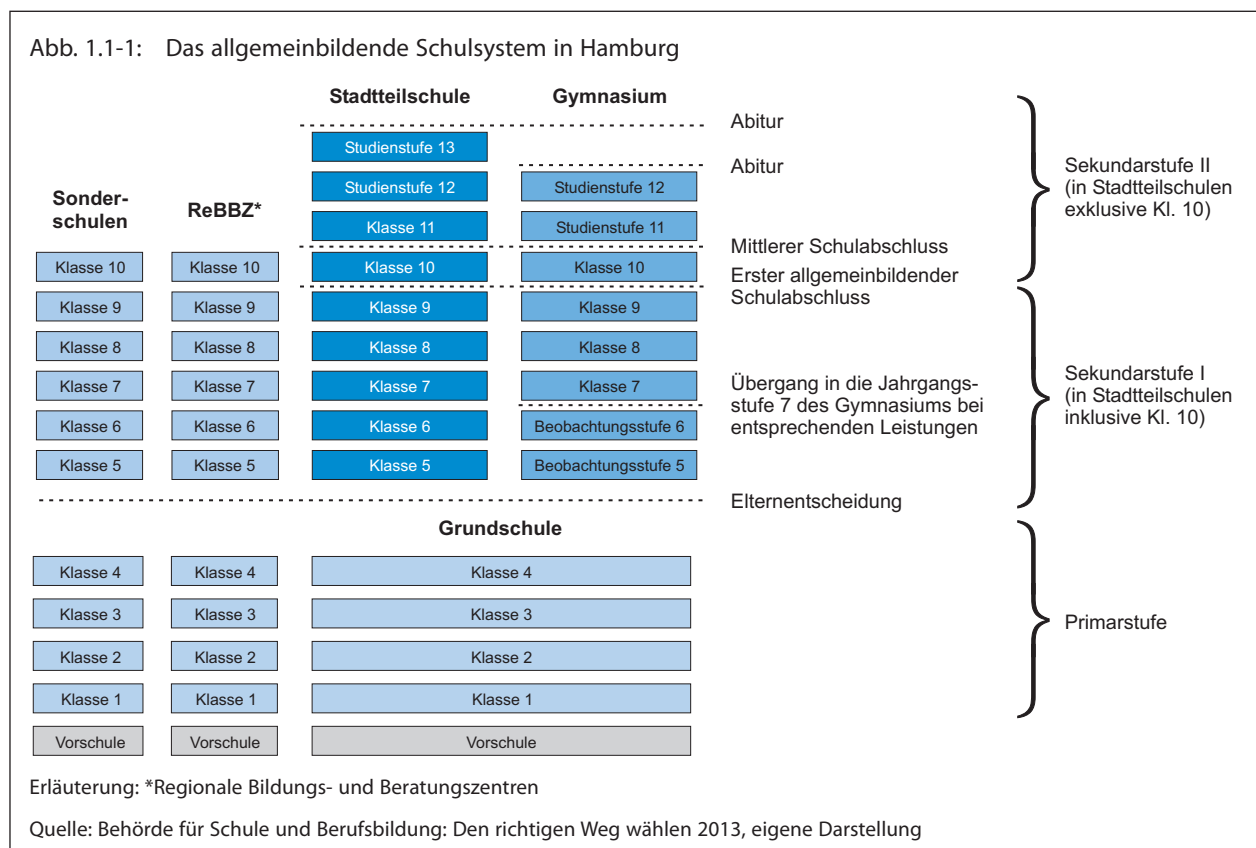 Abb. 1.1-1: Das allgemeinbildende Schulsystem in Hamburg
Stadtteilschule Gymnasium
Abitur
Studienstufe 13
Abitur
Sekundarstufe II
(in Stadtteilschulen
exklusive Kl. 10)
Studienstufe 12 Studienstufe 12
Sonder-
schulen
ReBBZ*
Klasse 11 Studienstufe 11
Mittlerer Schulabschluss
Klasse 10 Klasse 10 Klasse 10 Klasse 10
Erster allgemeinbildender
Schulabschluss
Klasse 9 Klasse 9 Klasse 9 Klasse 9
Klasse 8 Klasse 8 Klasse 8 Klasse 8
Klasse 7 Klasse 7 Klasse 7 Klasse 7
Übergang in die Jahrgangs-
stufe 7 des Gymnasiums bei
entsprechenden Leistungen
Sekundarstufe I
(in Stadtteilschulen
inklusive Kl. 10)
Klasse 6 Klasse 6 Klasse 6 Beobachtungsstufe 6
Klasse 5 Klasse 5 Klasse 5 Beobachtungsstufe 5
Elternentscheidung
Grundschule
Klasse 4 Klasse 4 Klasse 4
Klasse 3 Klasse 3 Klasse 3
Primarstufe
Klasse 2 Klasse 2 Klasse 2
Klasse 1 Klasse 1 Klasse 1
Vorschule Vorschule Vorschule
Erläuterung: *Regionale Bildungs- und Beratungszentren
Quelle: Behörde für Schule und Berufsbildung: Den richtigen Weg wählen 2013, eigene Darstellung